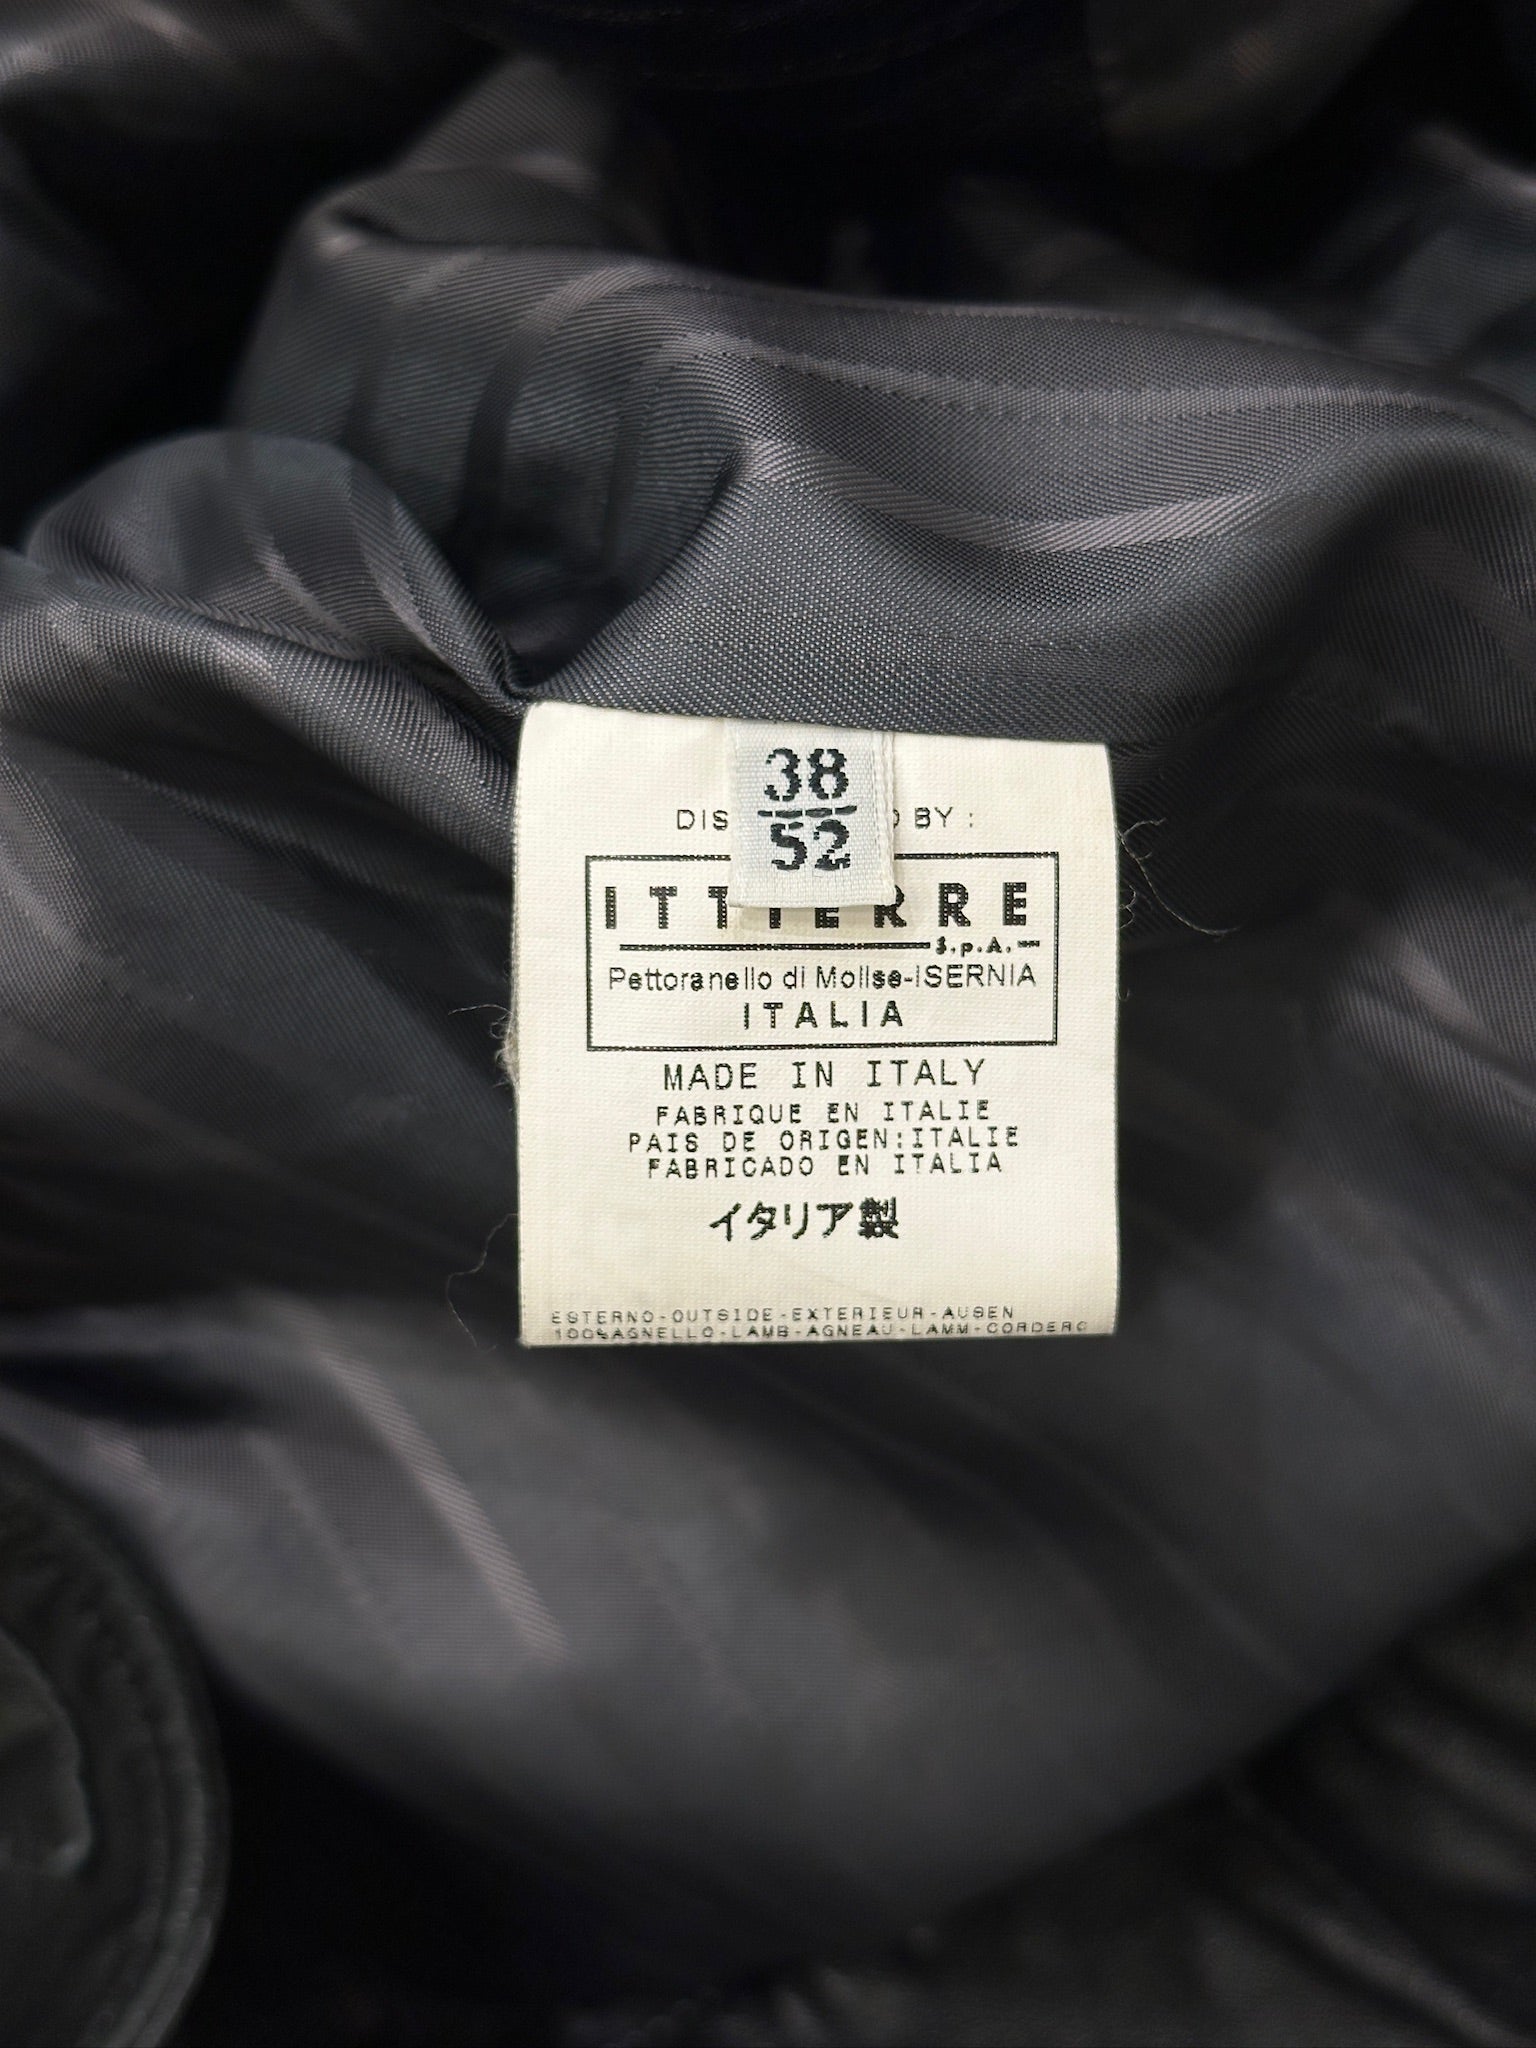 38
52
DIS D BY :
ITTIERRE
S.p.A.
Pettoranello di Molise-ISERNIA
ITALIA
MADE IN ITALY
FABRIQUE EN ITALIE
PAIS DE ORIGEN:ITALIE
FABRICADO EN ITALIA
イタリア製
ESTERNO-OUTSIDE-EXTERIEUR-AUSEN
100%AGNELLO-LAMB-AGNEAU-LAMM-CORDERO